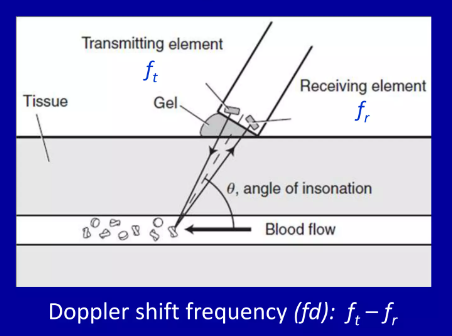 Transmitting element
ft
Receiving element
fr
Tissue
Gel
θ, angle of insonation
Blood flow
Doppler shift frequency (fd): ft – fr